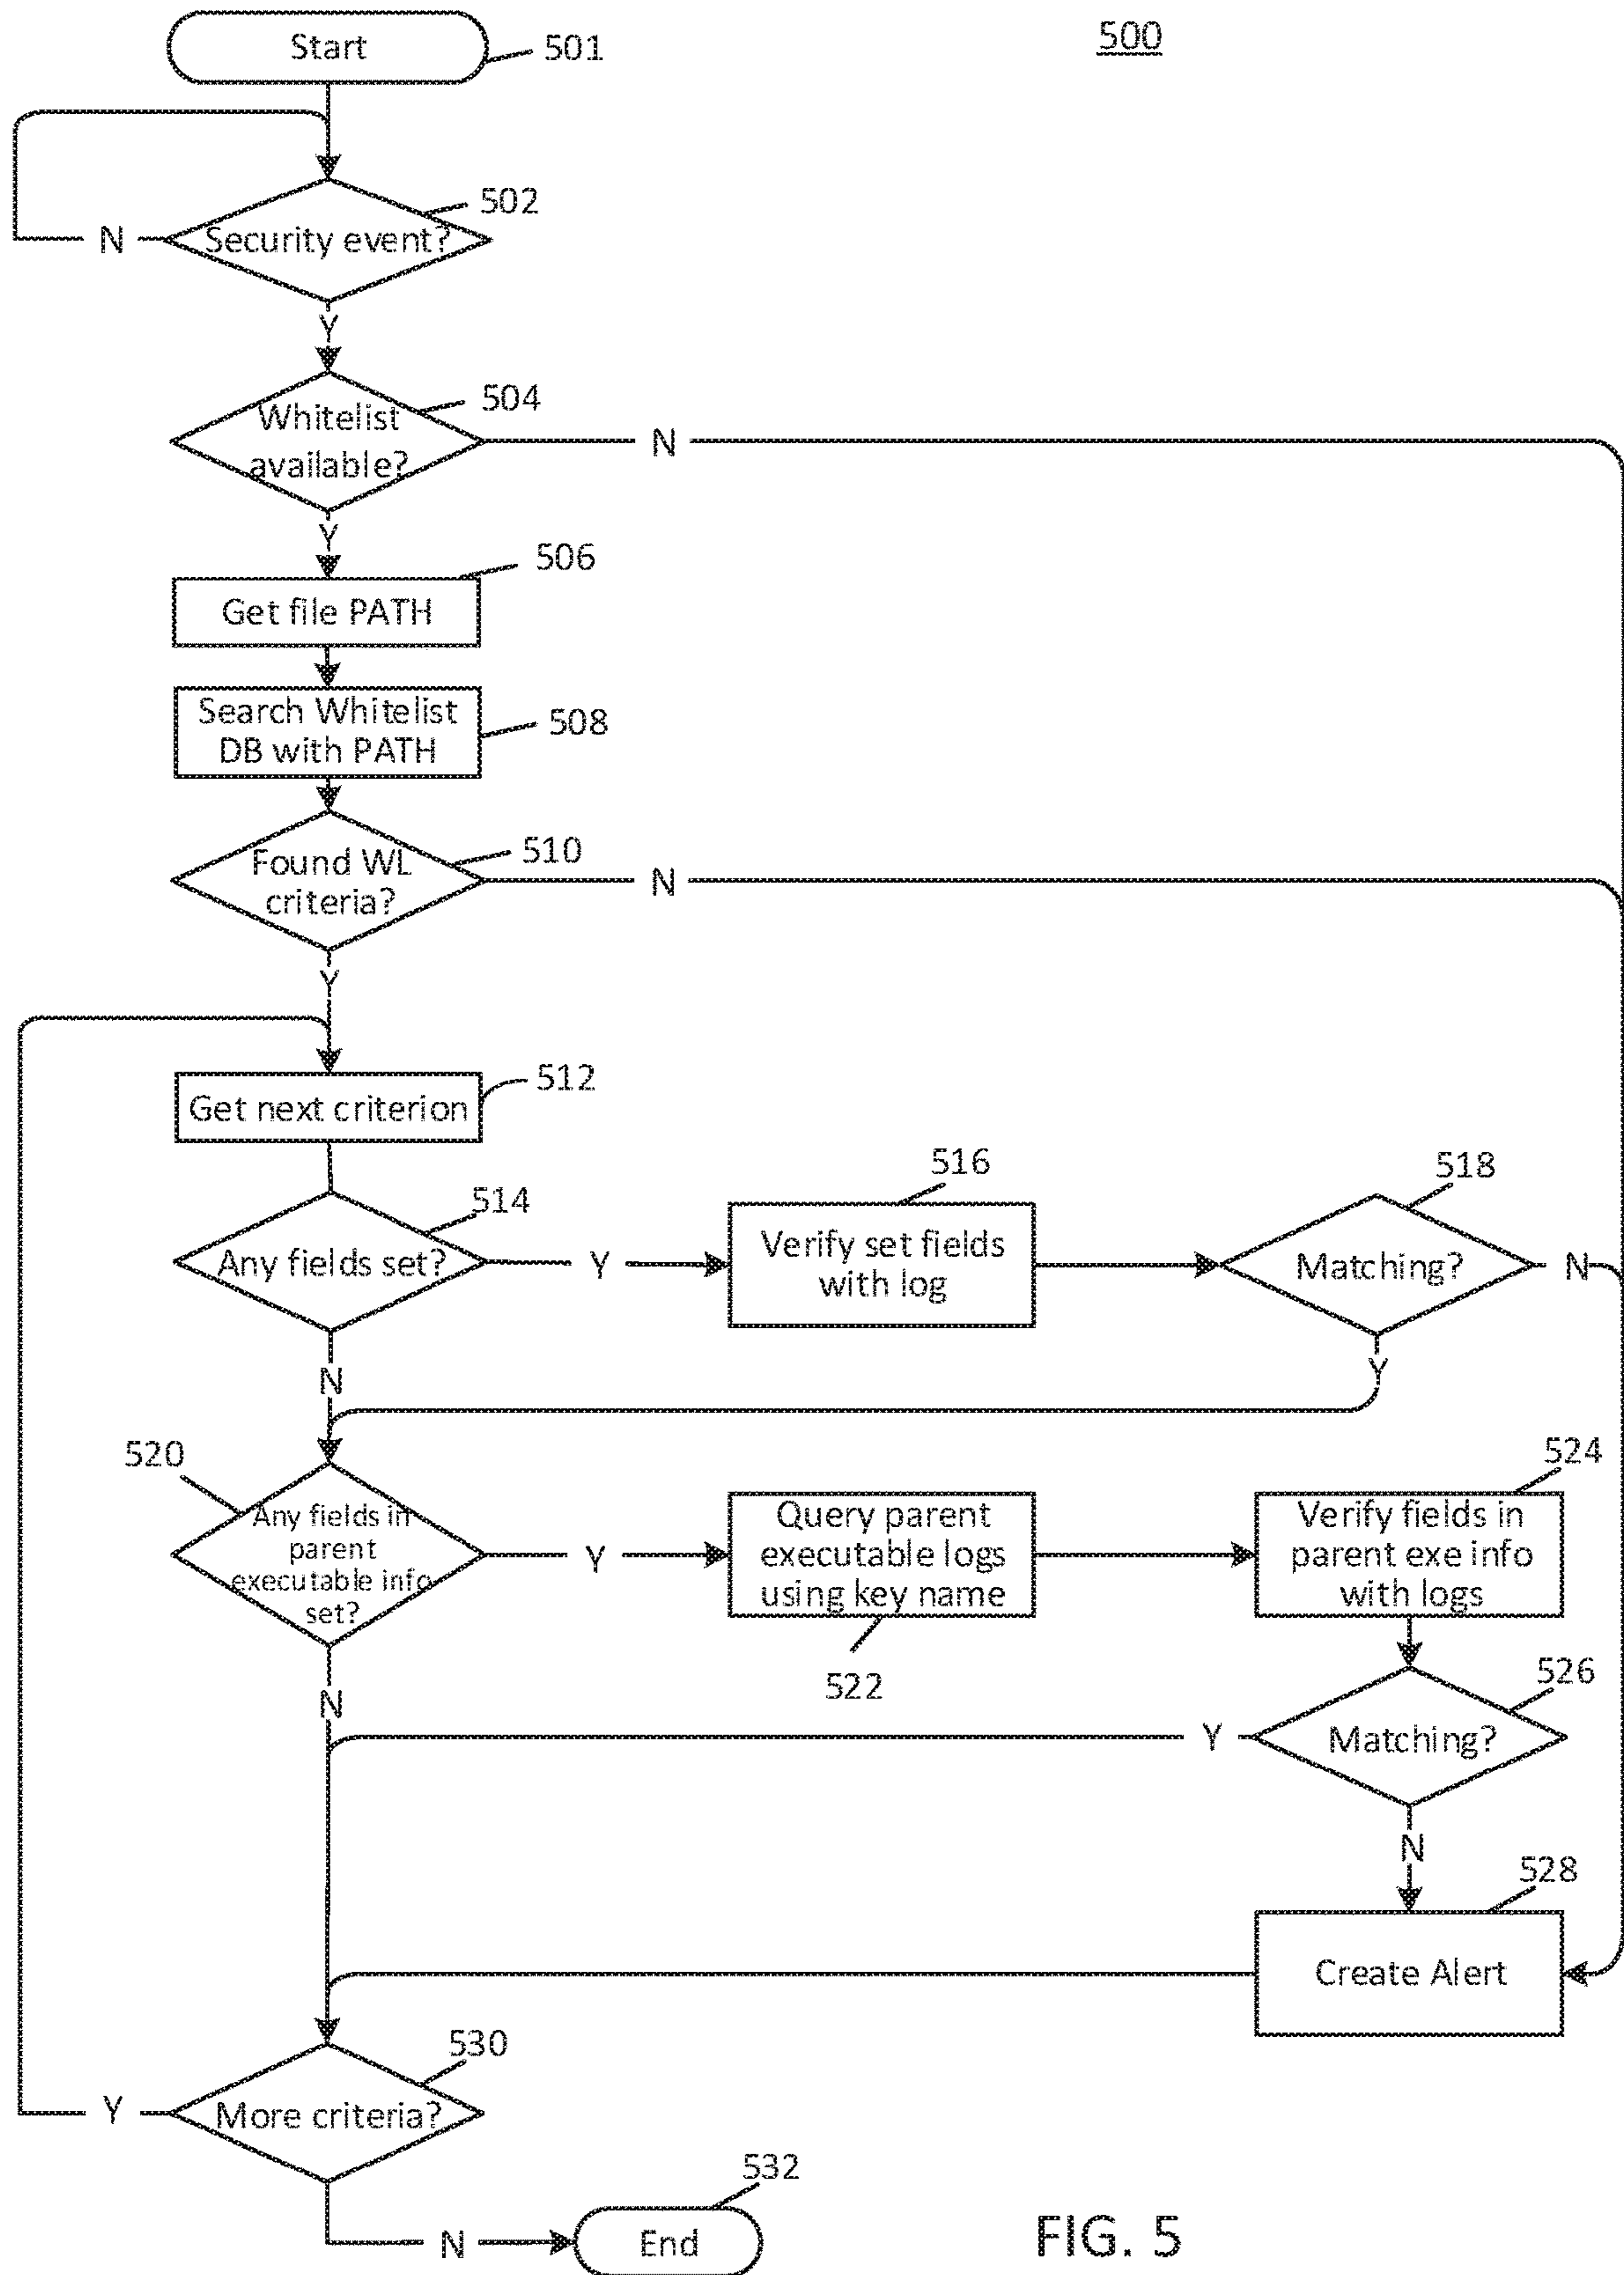 Start
501
500
502
Security event?
N
Y
504
Whitelist
available?
N
Y
506
Get file PATH
Search Whitelist
DB with PATH
508
510
Found WL
criteria?
N
Y
512
Get next criterion
514
Any fields set?
Y
516
Verify set fields
with log
518
Matching?
N
N
Y
520
Any fields in
parent
executable info
set?
Y
Query parent
executable logs
using key name
522
524
Verify fields in
parent exe info
with logs
N
526
Matching?
Y
N
528
Create Alert
530
More criteria?
Y
N
532
End
FIG. 5